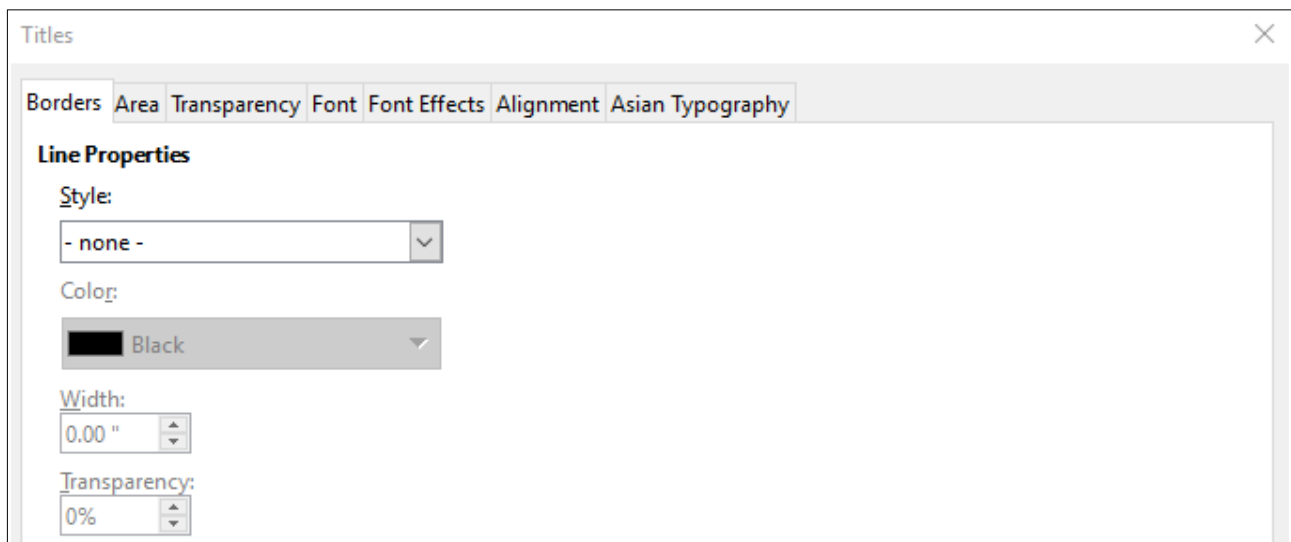 Titles
Borders Area Transparency Font Font Effects Alignment Asian Typography
Line Properties
Style:
- none -
Color:
Black
Width:
0.00 "
Transparency:
0%